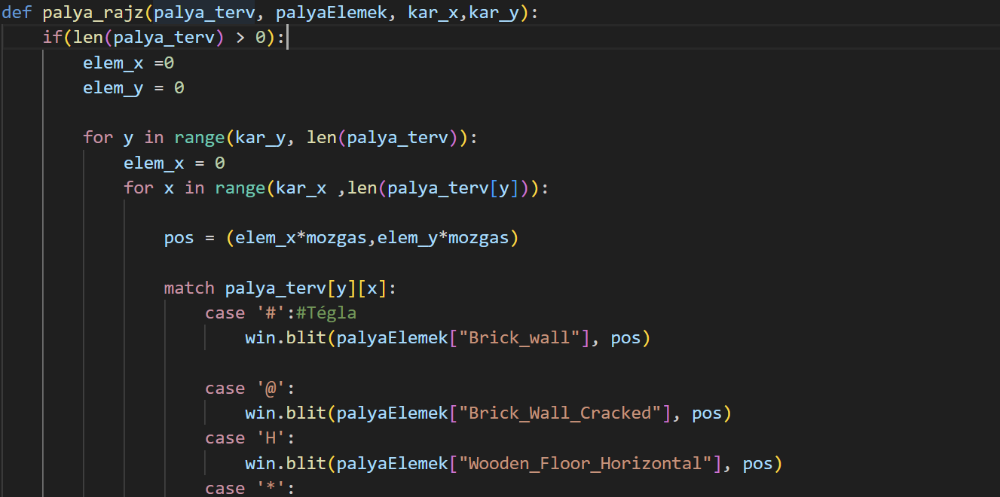 def palya_rajz(palya_terv, palyaElemek, kar_x,kar_y):
    if(len(palya_terv) > 0):
        elem_x =0
        elem_y = 0

        for y in range(kar_y, len(palya_terv)):
            elem_x = 0
            for x in range(kar_x ,len(palya_terv[y])):

                pos = (elem_x*mozgas,elem_y*mozgas)

                match palya_terv[y][x]:
                    case '#':#Tégla
                        win.blit(palyaElemek["Brick_wall"], pos)

                    case '@':
                        win.blit(palyaElemek["Brick_Wall_Cracked"], pos)
                    case 'H':
                        win.blit(palyaElemek["Wooden_Floor_Horizontal"], pos)
                    case '*':